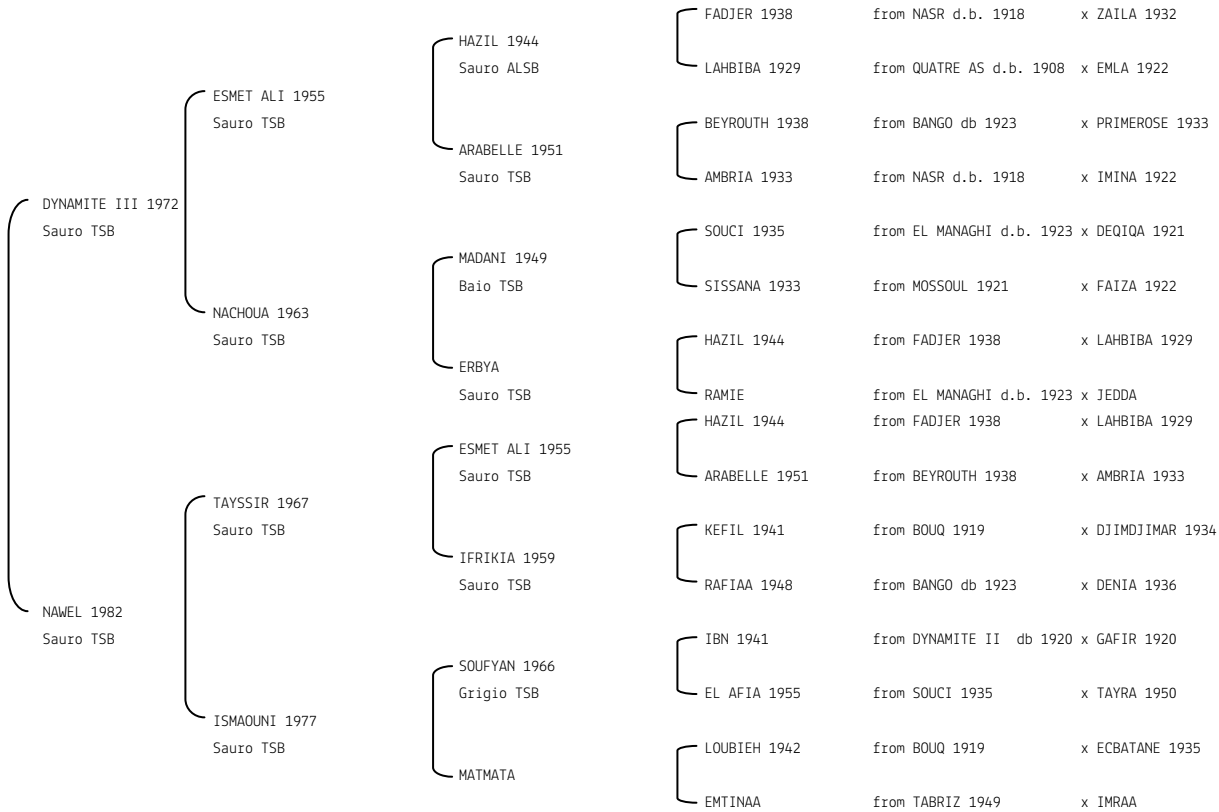 FADJER 1938 from NASR d.b. 1918 x ZAILA 1932
HAZIL 1944
Sauro ALSB
LAHBIBA 1929 from QUATRE AS d.b. 1908 x EMLA 1922
ESMET ALI 1955
Sauro TSB
BEYROUTH 1938 from BANGO db 1923 x PRIMEROSE 1933
ARABELLE 1951
Sauro TSB
AMBRIA 1933 from NASR d.b. 1918 x IMINA 1922
DYNAMITE III 1972
Sauro TSB
SOUCI 1935 from EL MANAGHI d.b. 1923 x DEQIQA 1921
MADANI 1949
Baio TSB
SISSANA 1933 from MOSSOUL 1921 x FAIZA 1922
NACHOUA 1963
Sauro TSB
HAZIL 1944 from FADJER 1938 x LAHBIBA 1929
ERBYA
Sauro TSB
RAMIE from EL MANAGHI d.b. 1923 x JEDDA
HAZIL 1944 from FADJER 1938 x LAHBIBA 1929
ESMET ALI 1955
Sauro TSB
ARABELLE 1951 from BEYROUTH 1938 x AMBRIA 1933
TAYSSIR 1967
Sauro TSB
KEFIL 1941 from BOUQ 1919 x DJIMDJIMAR 1934
IFRIKIA 1959
Sauro TSB
RAFIAA 1948 from BANGO db 1923 x DENIA 1936
NAWEL 1982
Sauro TSB
IBN 1941 from DYNAMITE II db 1920 x GAFIR 1920
SOUFYAN 1966
Grigio TSB
EL AFIA 1955 from SOUCI 1935 x TAYRA 1950
ISMAOUNI 1977
Sauro TSB
LOUBIEH 1942 from BOUQ 1919 x ECBATANE 1935
MATMATA
EMTINAA from TABRIZ 1949 x IMRAA